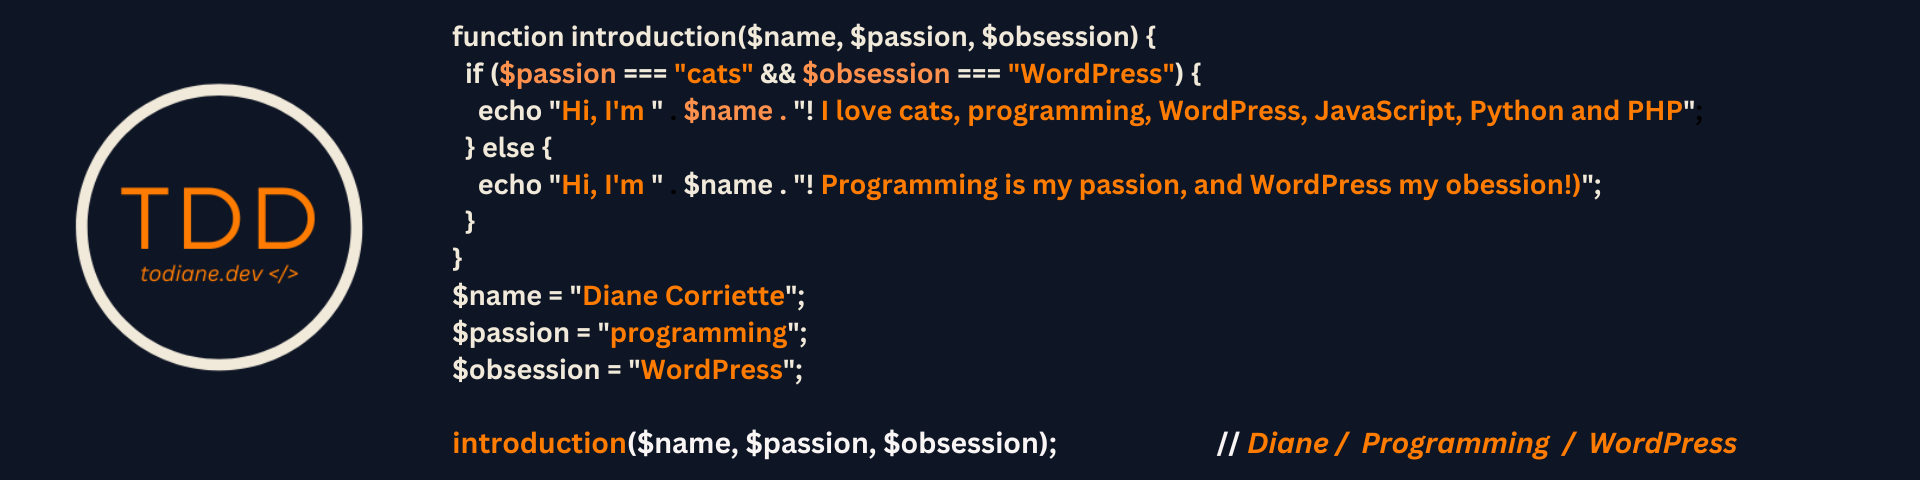 TDD
todiane.dev </>
function introduction($name, $passion, $obsession) {
if ($passion === "cats" && $obsession === "WordPress") {
echo "Hi, I'm " . $name . "! I love cats, programming, WordPress, JavaScript, Python and PHP";
} else {
echo "Hi, I'm " . $name . "! Programming is my passion, and WordPress my obession!)";
}
}
$name = "Diane Corriette";
$passion = "programming";
$obsession = "WordPress";
introduction($name, $passion, $obsession); // Diane / Programming / WordPress